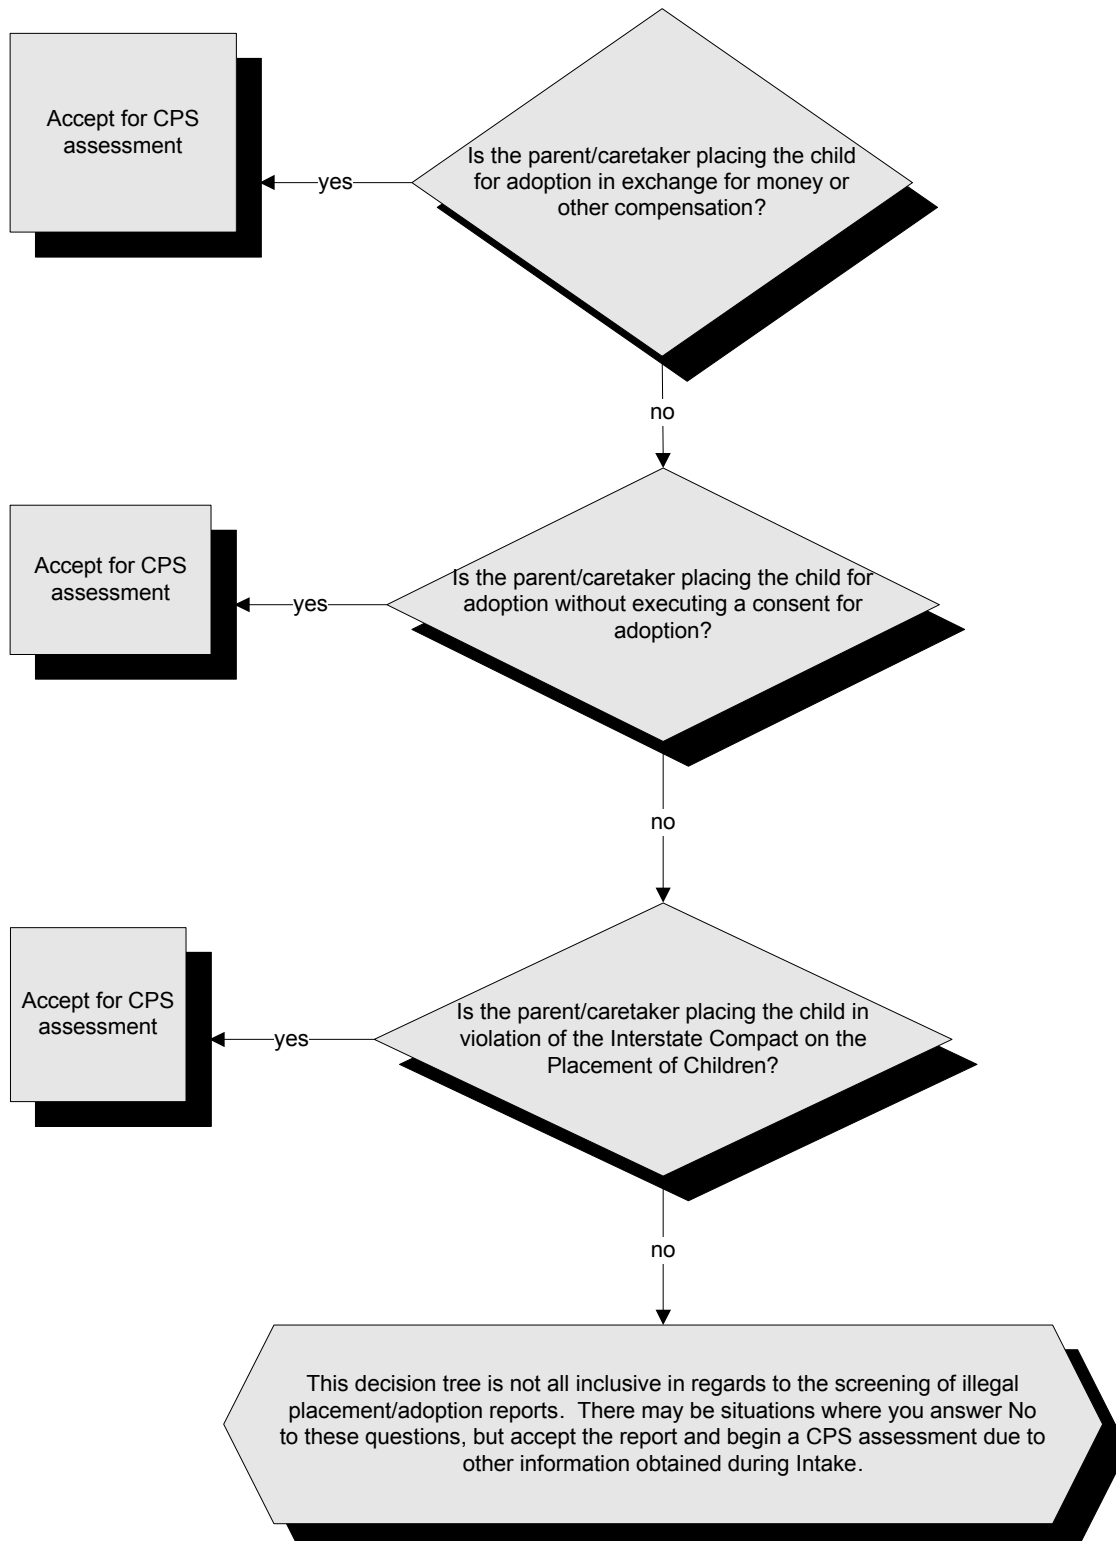 Accept for CPS
assessment
yes
Is the parent/caretaker placing the child
for adoption in exchange for money or
other compensation?
no
Accept for CPS
assessment
yes
Is the parent/caretaker placing the child for
adoption without executing a consent for
adoption?
no
Accept for CPS
assessment
yes
Is the parent/caretaker placing the child in
violation of the Interstate Compact on the
Placement of Children?
no
This decision tree is not all inclusive in regards to the screening of illegal
placement/adoption reports.  There may be situations where you answer No
to these questions, but accept the report and begin a CPS assessment due to
other information obtained during Intake.